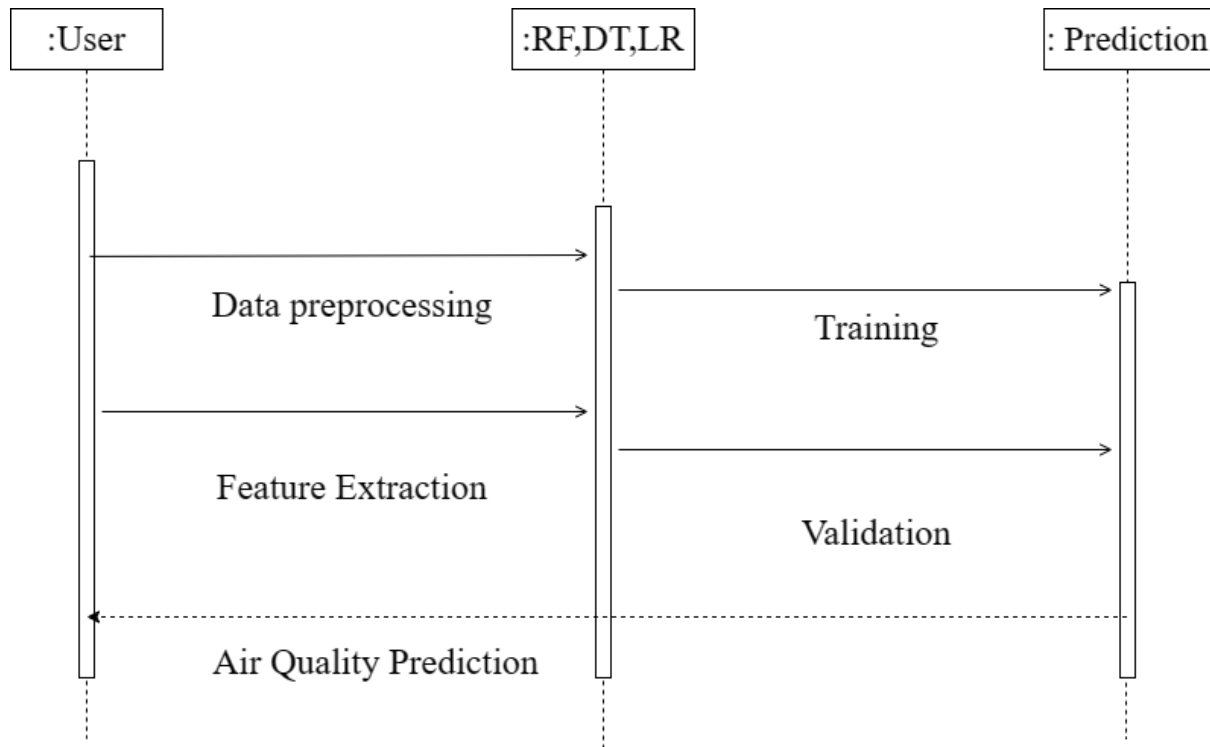 :User
:RF,DT,LR
: Prediction
Data preprocessing
Training
Feature Extraction
Validation
Air Quality Prediction